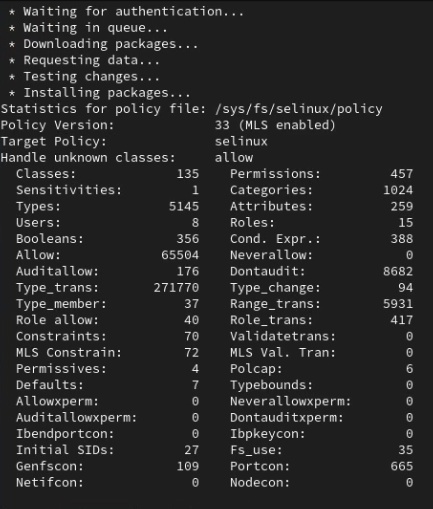 * Waiting for authentication...
* Waiting in queue...
* Downloading packages...
* Requesting data...
* Testing changes...
* Installing packages...
Statistics for policy file: /sys/fs/selinux/policy
Policy Version: 33 (MLS enabled)
Target Policy: selinux
Handle unknown classes: allow
Classes: 135 Permissions: 457
Sensitivities: 1 Categories: 1024
Types: 5145 Attributes: 259
Users: 8 Roles: 15
Booleans: 356 Cond. Expr.: 388
Allow: 65504 Neverallow: 0
Auditallow: 176 Dontaudit: 8682
Type_trans: 271770 Type_change: 94
Type_member: 37 Range_trans: 5931
Role allow: 40 Role_trans: 417
Constraints: 70 Validatetrans: 0
MLS Constrain: 72 MLS Val. Tran: 0
Permissives: 4 Polcap: 6
Defaults: 7 Typebounds: 0
Allowxperm: 0 Neverallowxperm: 0
Auditallowxperm: 0 Dontauditxperm: 0
Ibendportcon: 0 Ibpkeycon: 0
Initial SIDs: 27 Fs_use: 35
Genfscon: 109 Portcon: 665
Netifcon: 0 Nodecon: 0